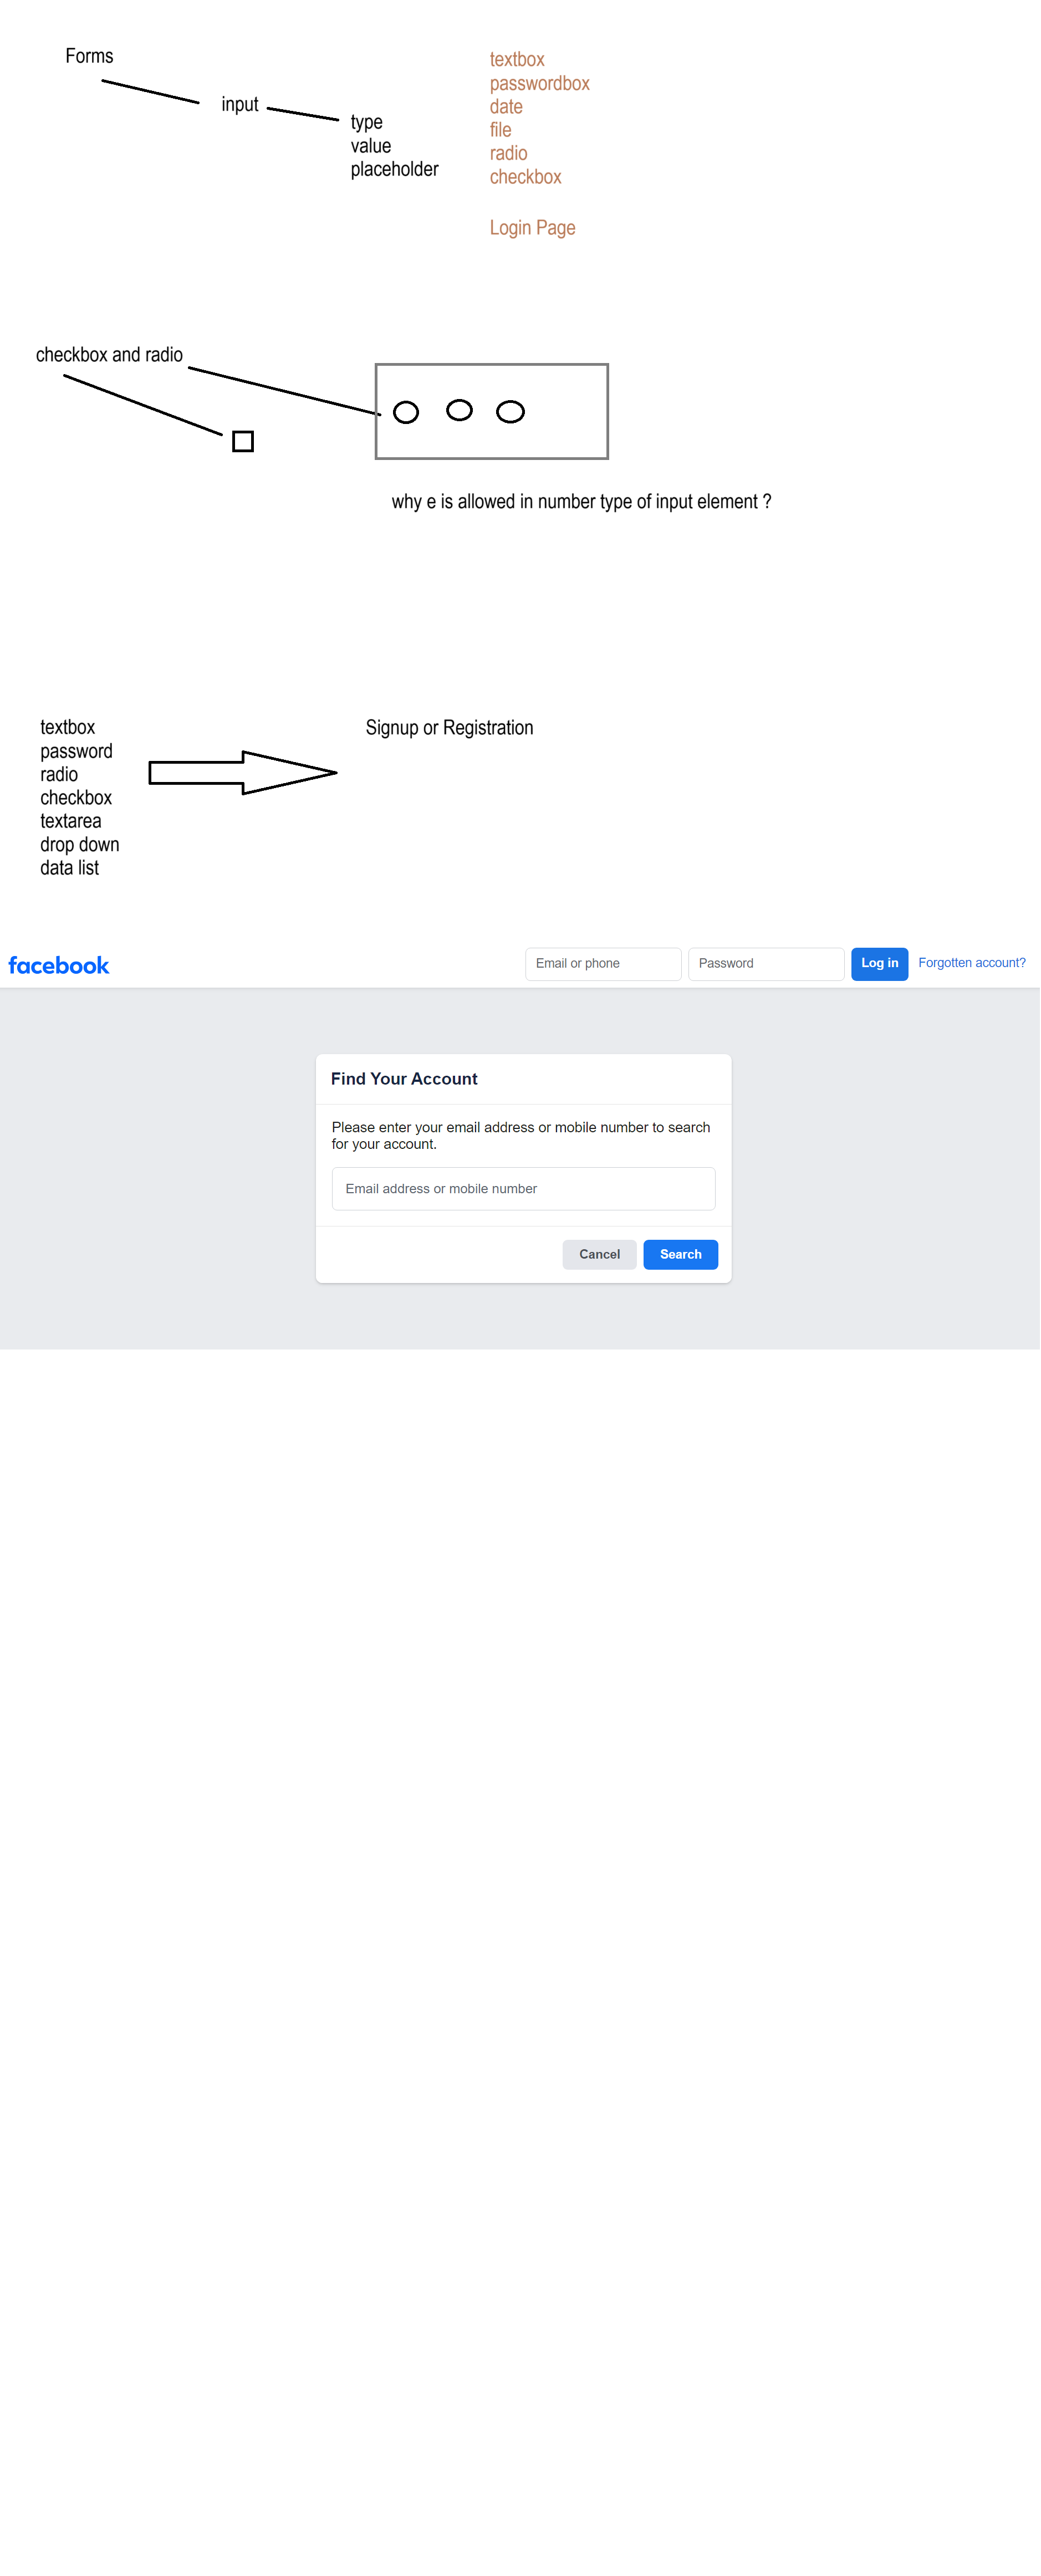 Forms
input
type
value
placeholder
textbox
passwordbox
date
file
radio
checkbox
Login Page
checkbox and radio
why e is allowed in number type of input element ?
textbox
password
radio
checkbox
textarea
drop down
data list
Signup or Registration
facebook
Email or phone
Password
Log in
Forgotten account?
Find Your Account
Please enter your email address or mobile number to search
for your account.
Email address or mobile number
Cancel
Search